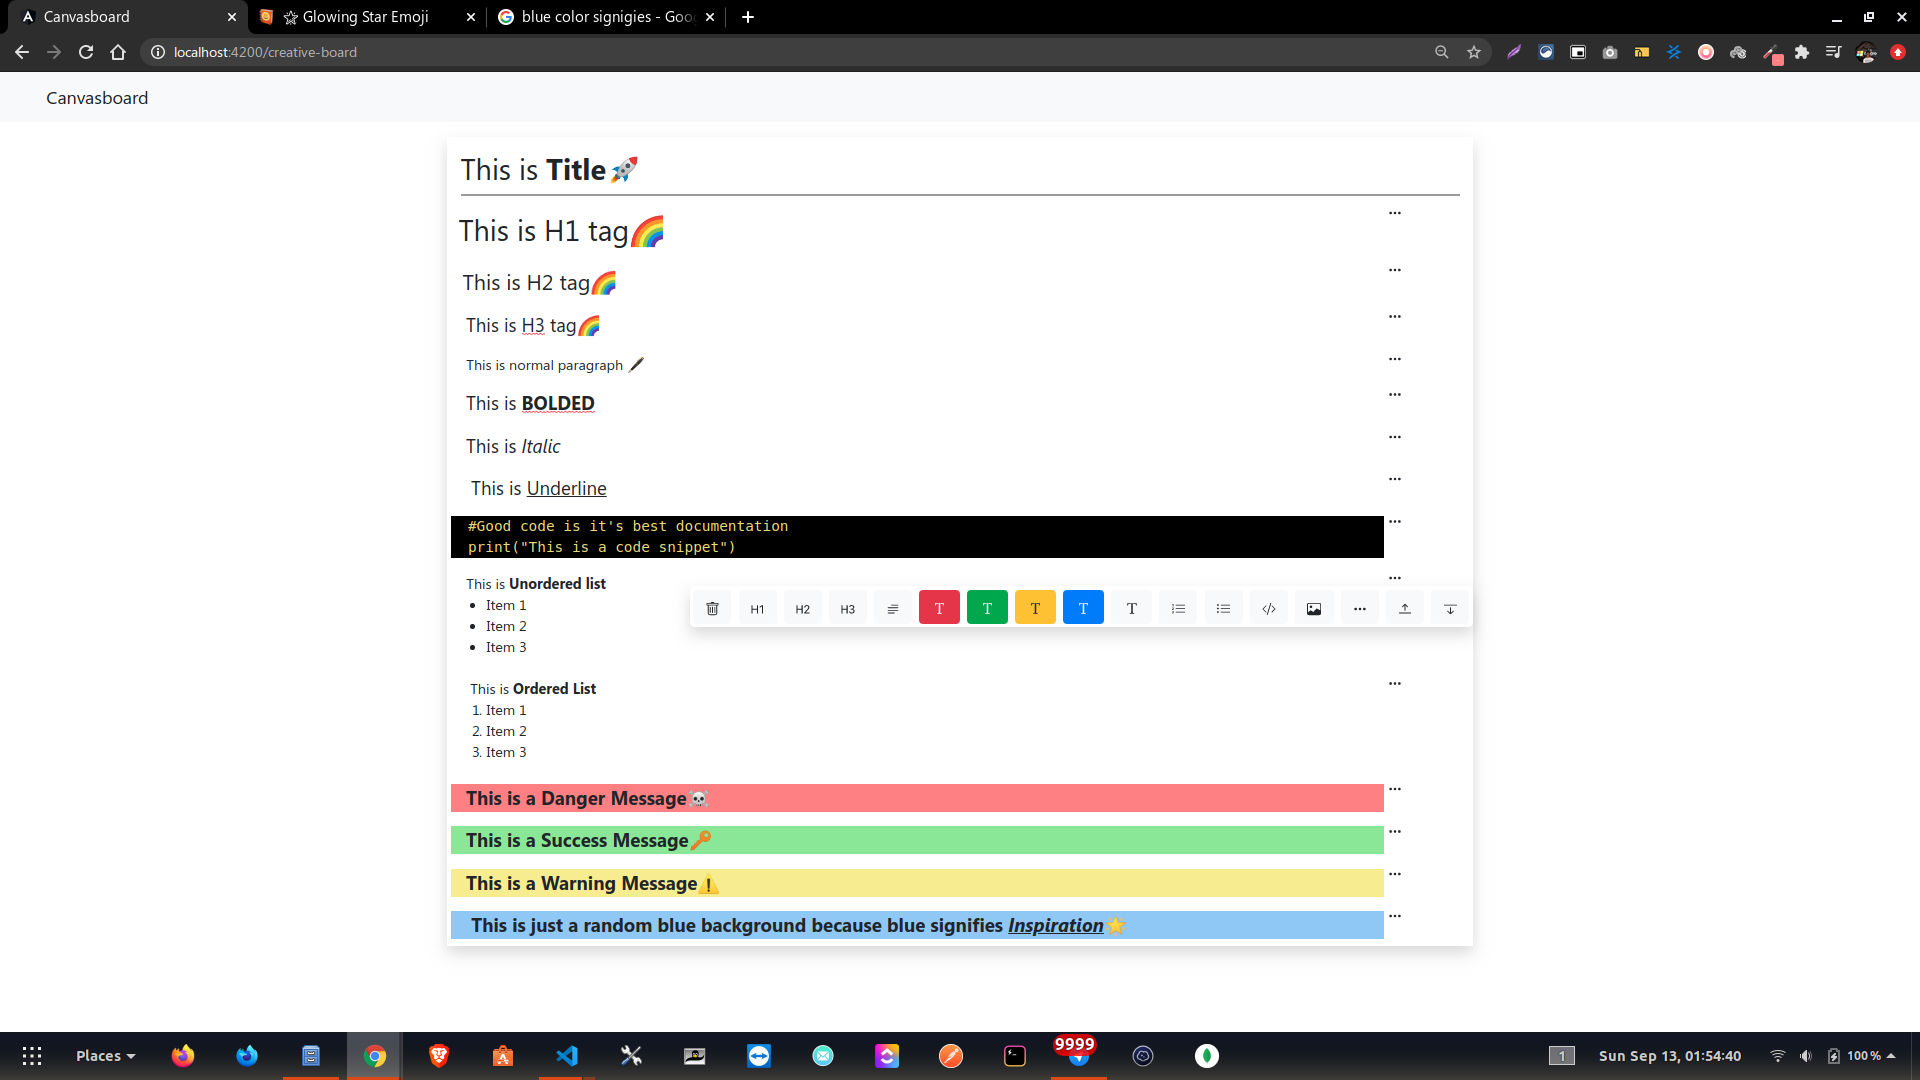 Canvasboard
Glowing Star Emoji
blue color signigies - Goo
localhost:4200/creative-board
Canvasboard
This is Title🚀
This is H1 tag🌈
This is H2 tag🌈
This is H3 tag🌈
This is normal paragraph 🖋
This is BOLDED
This is Italic
This is Underline
#Good code is it's best documentation
print("This is a code snippet")
This is Unordered list
• Item 1
• Item 2
• Item 3
H1 H2 H3 T T T T T
This is Ordered List
1. Item 1
2. Item 2
3. Item 3
This is a Danger Message☠
This is a Success Message🔑
This is a Warning Message⚠
This is just a random blue background because blue signifies Inspiration⭐
Places
9999
1
Sun Sep 13, 01:54:40
100 %